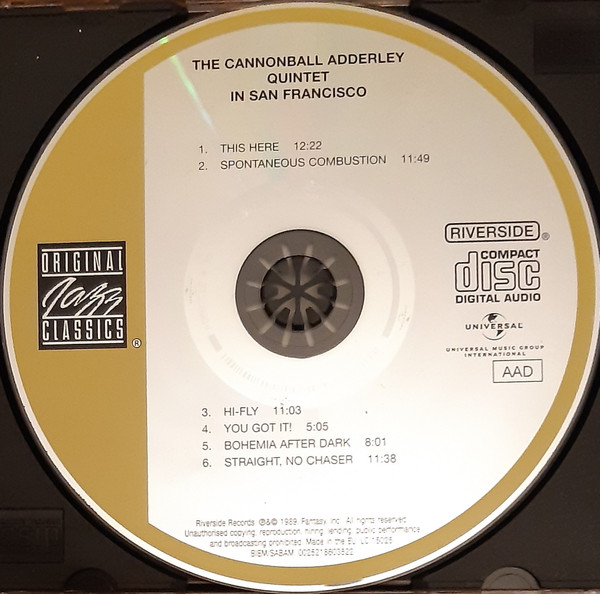 THE CANNONBALL ADDERLEY
QUINTET
IN SAN FRANCISCO
1. THIS HERE 12:22
2. SPONTANEOUS COMBUSTION 11:49
RIVERSIDE ®
COMPACT
disc
DIGITAL AUDIO
UNIVERSAL
UNIVERSAL MUSIC GROUP
INTERNATIONAL
AAD
ORIGINAL
Jazz
CLASSICS ®
3. HI-FLY 11:03
4. YOU GOT IT! 5:05
5. BOHEMIA AFTER DARK 8:01
6. STRAIGHT, NO CHASER 11:38
Riverside Records ℗&© 1989 Fantasy Inc. All rights reserved.
Unauthorised copying, reproduction, hiring, lending, public performance
and broadcasting prohibited. Made in the EU. LC 15025
BIEM/SABAM 0025218603522